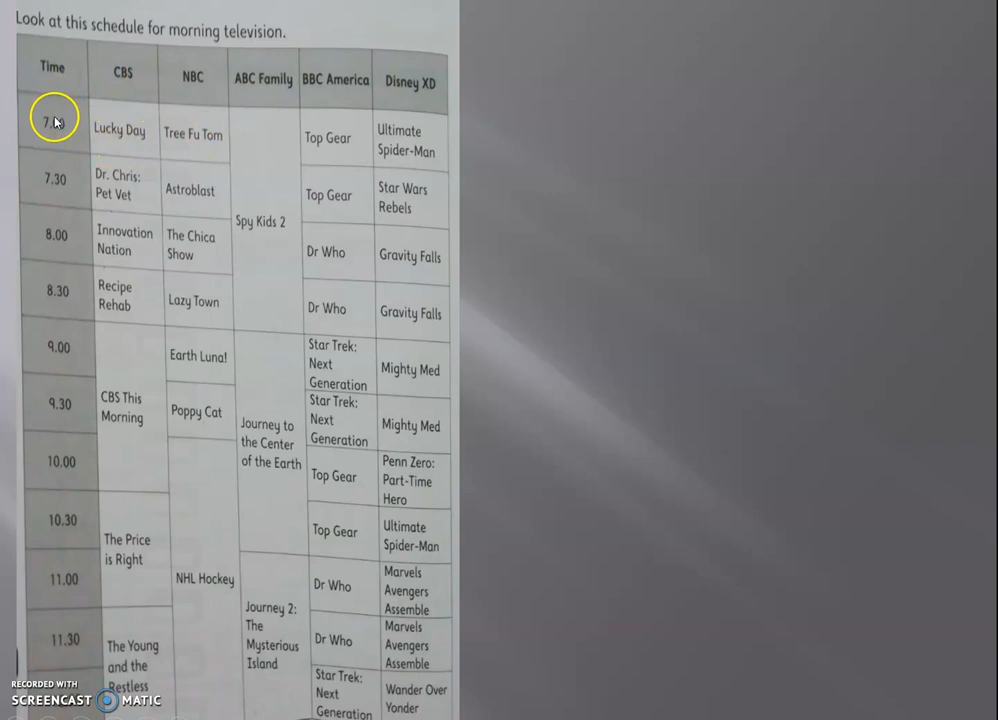 Look at this schedule for morning television.
Time CBS NBC ABC Family BBC America Disney XD
Lucky Day Tree Fu Tom Top Gear Ultimate
Spider-Man
7.30 Dr. Chris:
Pet Vet Astroblast Top Gear Star Wars
Rebels
Spy Kids 2
8.00 Innovation
Nation The Chica
Show Dr Who Gravity Falls
8.30 Recipe
Rehab Lazy Town Dr Who Gravity Falls
9.00 Earth Luna! Star Trek:
Next
Generation Mighty Med
9.30 CBS This
Morning Poppy Cat Star Trek:
Next
Generation Mighty Med
Journey to
the Center
of the Earth
10.00 Top Gear Penn Zero:
Part-Time
Hero
10.30 The Price
is Right Top Gear Ultimate
Spider-Man
11.00 NHL Hockey Dr Who Marvels
Avengers
Assemble
Journey 2:
The
Mysterious
Island
11.30 The Young
and the
Restless Dr Who Marvels
Avengers
Assemble
Star Trek:
Next
Generation Wander Over
Yonder
RECORDED WITH
SCREENCAST MATIC